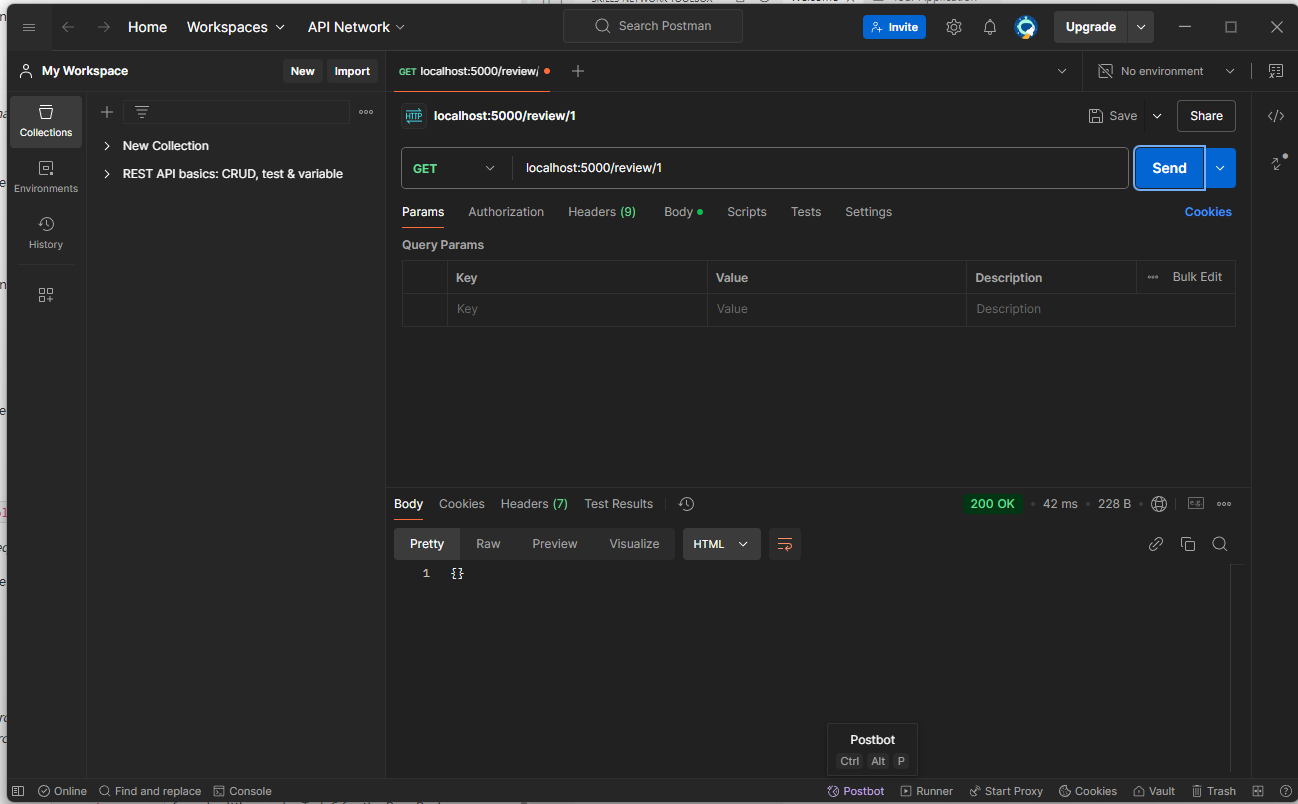 Home Workspaces API Network Search Postman Invite Upgrade
My Workspace New Import GET localhost:5000/review/ No environment
Collections
Environments
History
New Collection
REST API basics: CRUD, test & variable
HTTP localhost:5000/review/1 Save Share
GET localhost:5000/review/1 Send
Params Authorization Headers (9) Body Scripts Tests Settings Cookies
Query Params
Key Value Description Bulk Edit
Key Value Description
Body Cookies Headers (7) Test Results 200 OK 42 ms 228 B e.g.
Pretty Raw Preview Visualize HTML
1 {}
Postbot
Ctrl Alt P
Online Find and replace Console Postbot Runner Start Proxy Cookies Vault Trash